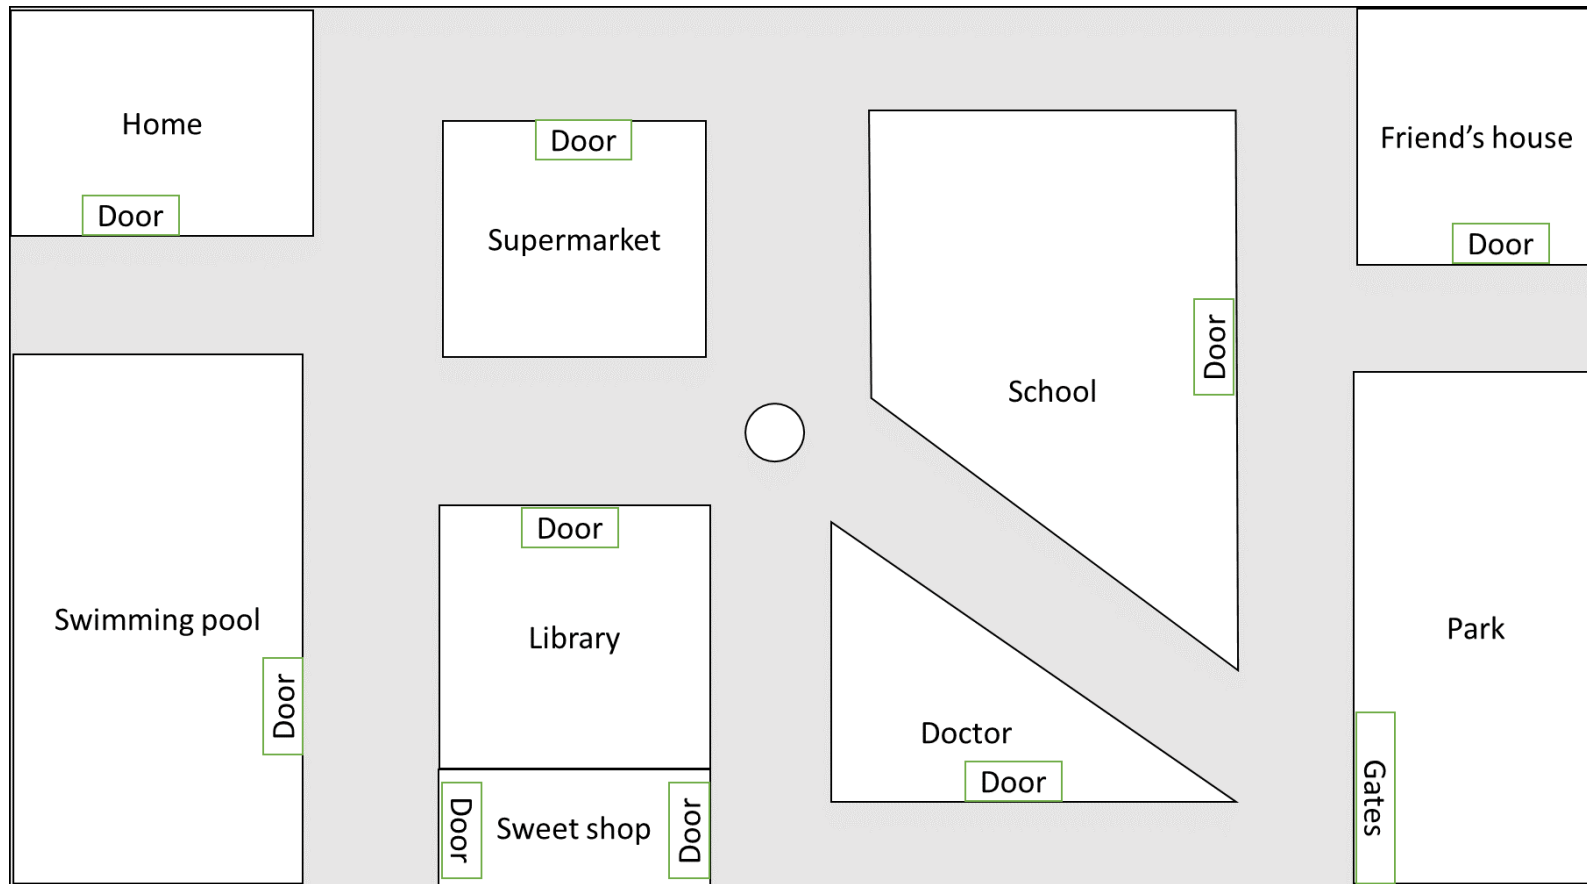 Home
Door
Supermarket
Door
School
Door
Friend’s house
Door
Swimming pool
Door
Library
Door
Sweet shop
Door
Door
Doctor
Door
Park
Gates